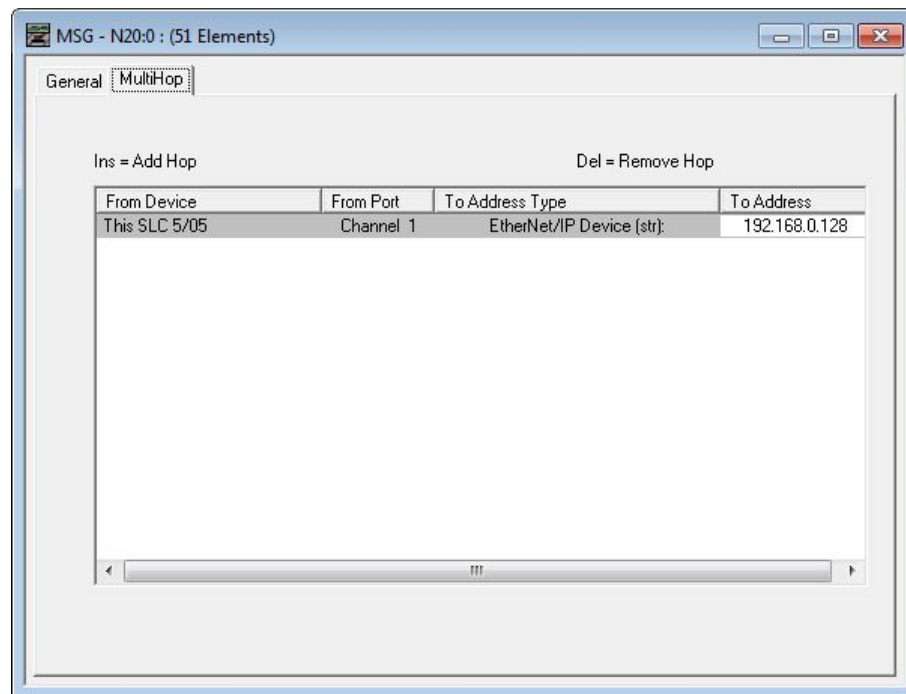 MSG - N20:0 : (51 Elements)
General MultiHop
Ins = Add Hop Del = Remove Hop
From Device From Port To Address Type To Address
This SLC 5/05 Channel 1 EtherNet/IP Device (str): 192.168.0.128